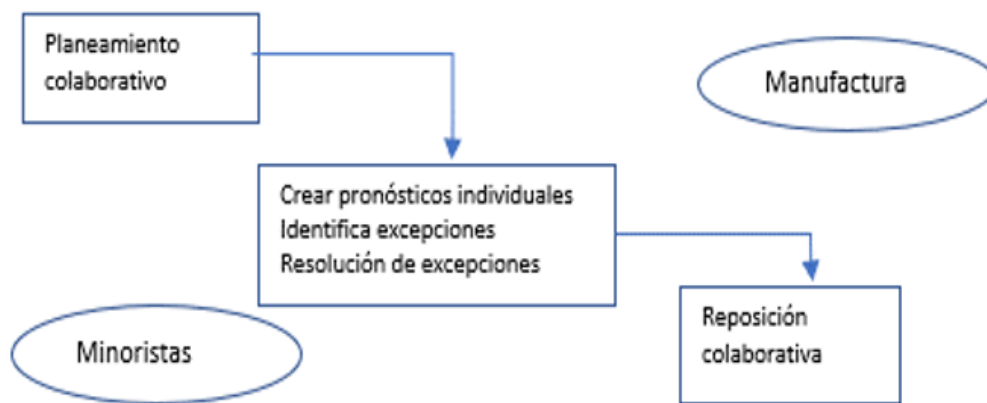 Planeamiento
colaborativo
Manufactura
Crear pronósticos individuales
Identifica excepciones
Resolución de excepciones
Reposición
colaborativa
Minoristas